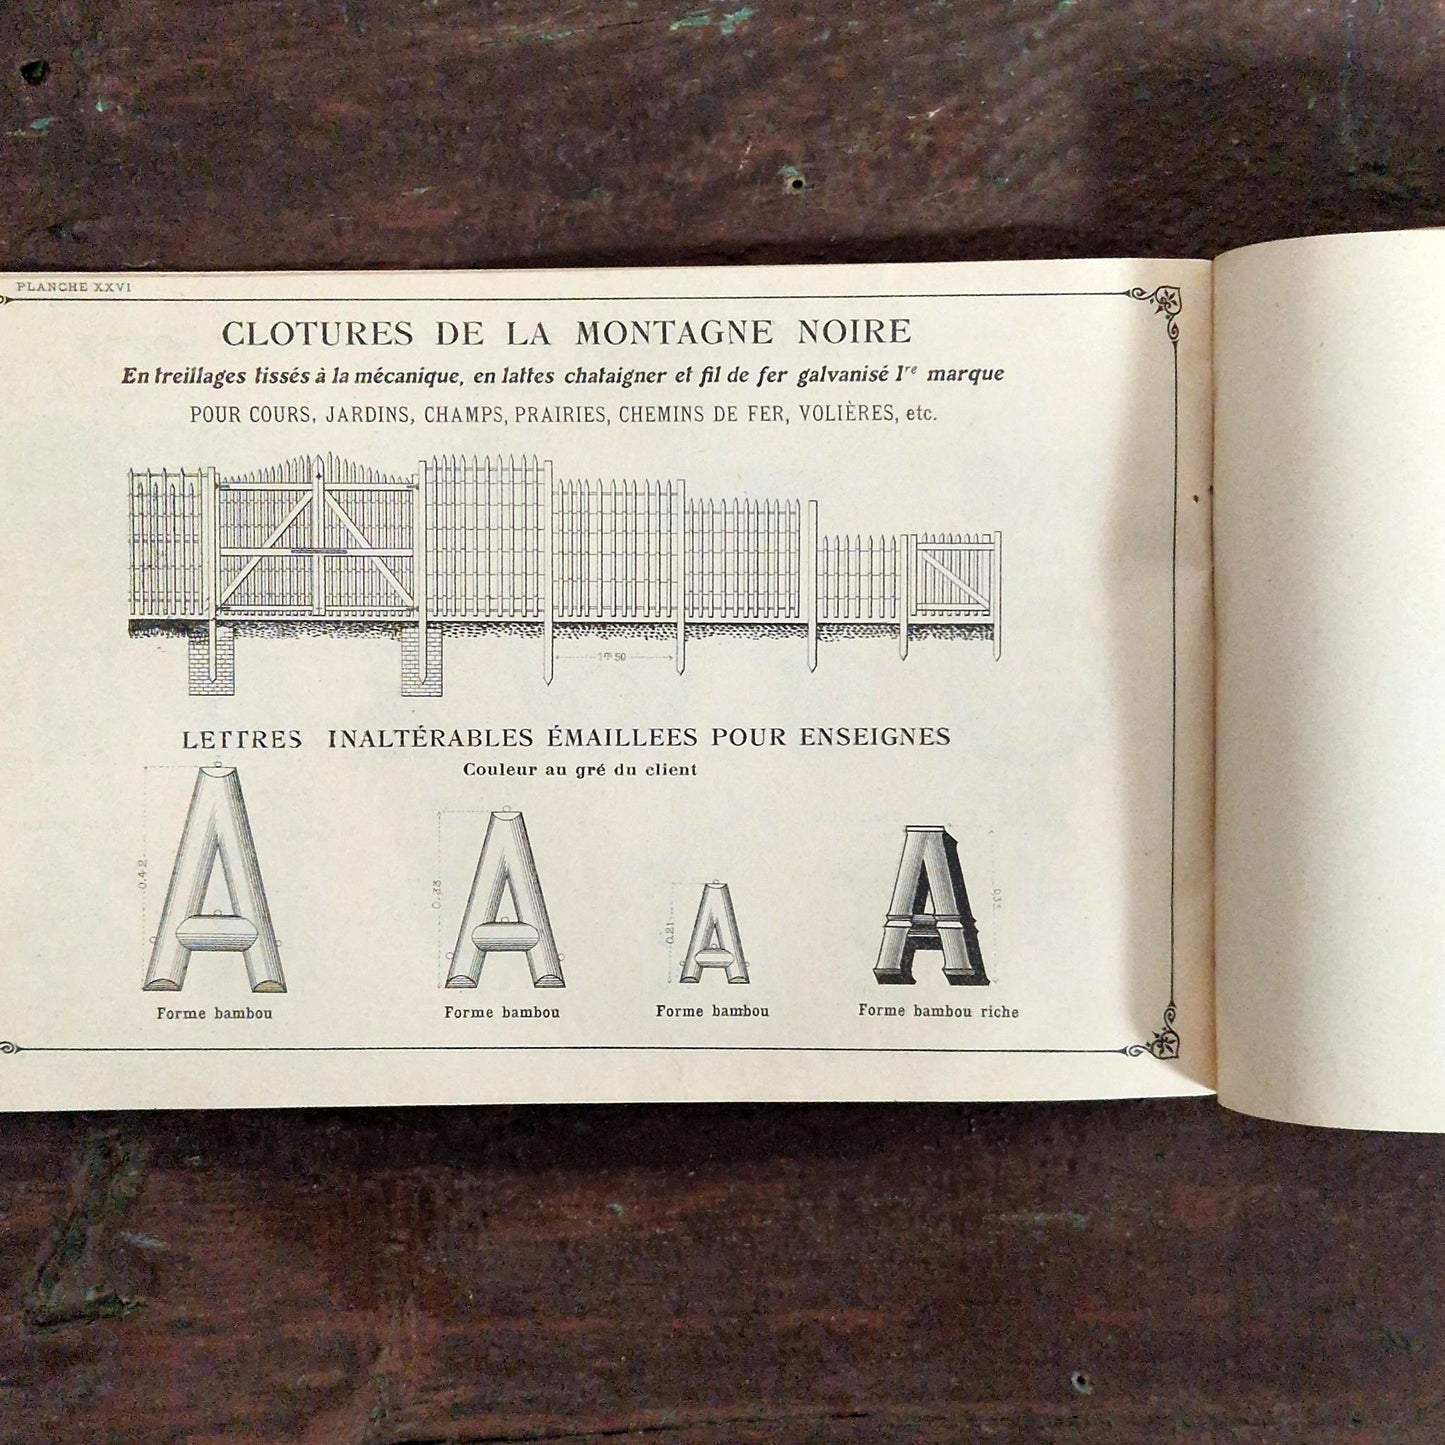 PLANCHE XXVI
CLOTURES DE LA MONTAGNE NOIRE
En treillages tissés à la mécanique, en lattes chataigner et fil de fer galvanisé 1re marque
POUR COURS, JARDINS, CHAMPS, PRAIRIES, CHEMINS DE FER, VOLIÈRES, etc.
1m50
LETTRES INALTÉRABLES ÉMAILLEES POUR ENSEIGNES
Couleur au gré du client
0.42
A
0.33
A
0.21
A
A
0,33
Forme bambou
Forme bambou
Forme bambou
Forme bambou riche